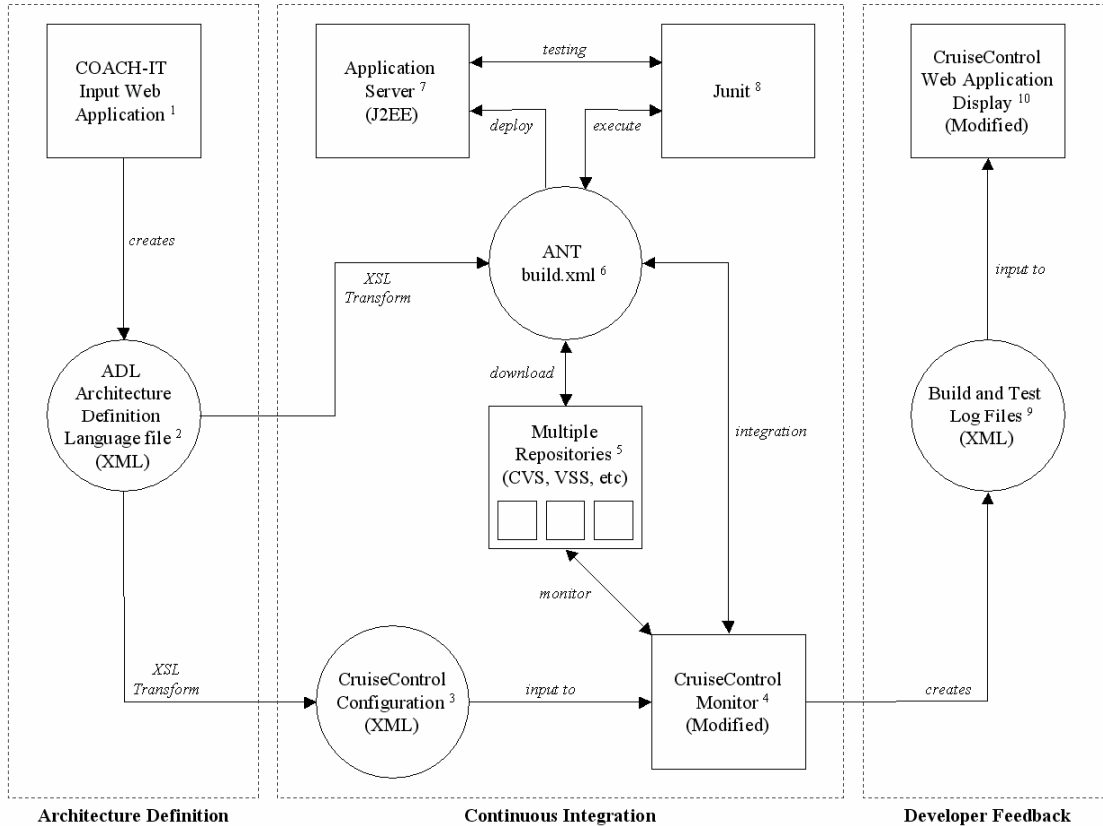 COACH-IT
Input Web
Application 1
creates
ADL
Architecture
Definition
Language file 2
(XML)
XSL
Transform
XSL
Transform
Application
Server 7
(J2EE)
testing
Junit 8
deploy
execute
ANT
build.xml 6
download
Multiple
Repositories 5
(CVS, VSS, etc)
integration
monitor
CruiseControl
Configuration 3
(XML)
input to
CruiseControl
Monitor 4
(Modified)
creates
CruiseControl
Web Application
Display 10
(Modified)
input to
Build and Test
Log Files 9
(XML)
Architecture Definition
Continuous Integration
Developer Feedback